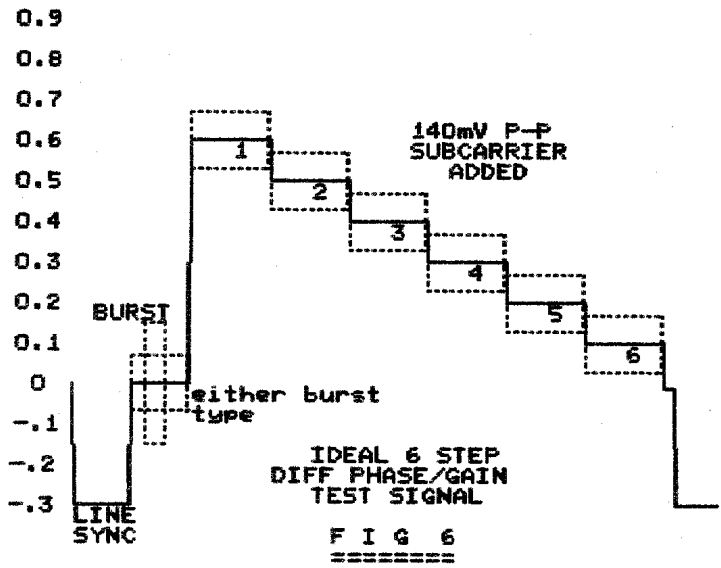 0.9
0.8
0.7
0.6
0.5
0.4
0.3
0.2
0.1
0
-.1
-.2
-.3
1
2
3
4
5
6
140mV P-P
SUBCARRIER
ADDED
BURST
either burst
type
IDEAL 6 STEP
DIFF PHASE/GAIN
TEST SIGNAL
LINE
SYNC
FIG 6
========